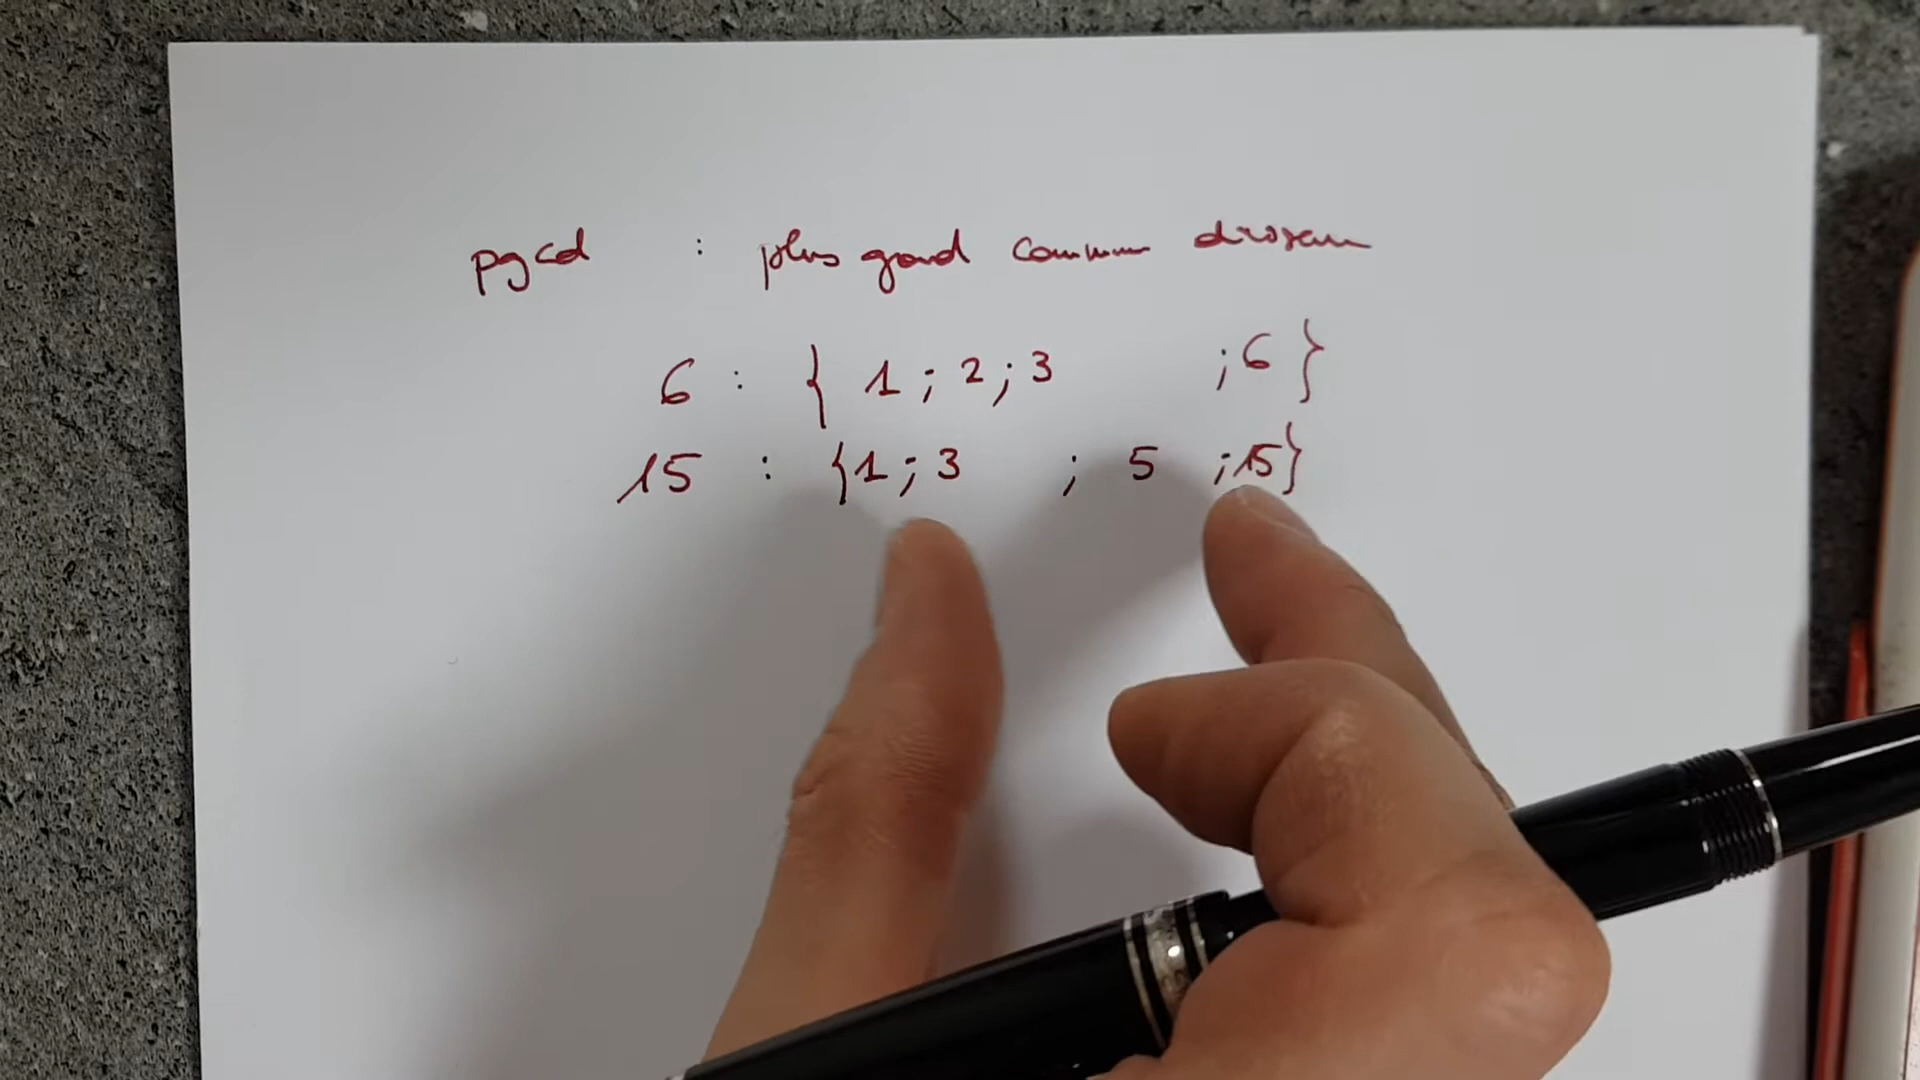 pgcd : plus grand commun diviseur
6 : { 1 ; 2 ; 3 ; 6 }
15 : { 1 ; 3 ; 5 ; 15 }